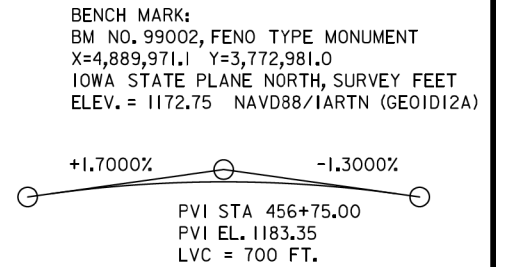 BENCH MARK:
BM NO. 99002, FENO TYPE MONUMENT
X=4,889,971.1 Y=3,772,981.0
IOWA STATE PLANE NORTH, SURVEY FEET
ELEV. = 1172.75 NAVD88/IARTN (GEOID12A)
+1.7000% -1.3000%
PVI STA 456+75.00
PVI EL. 1183.35
LVC = 700 FT.